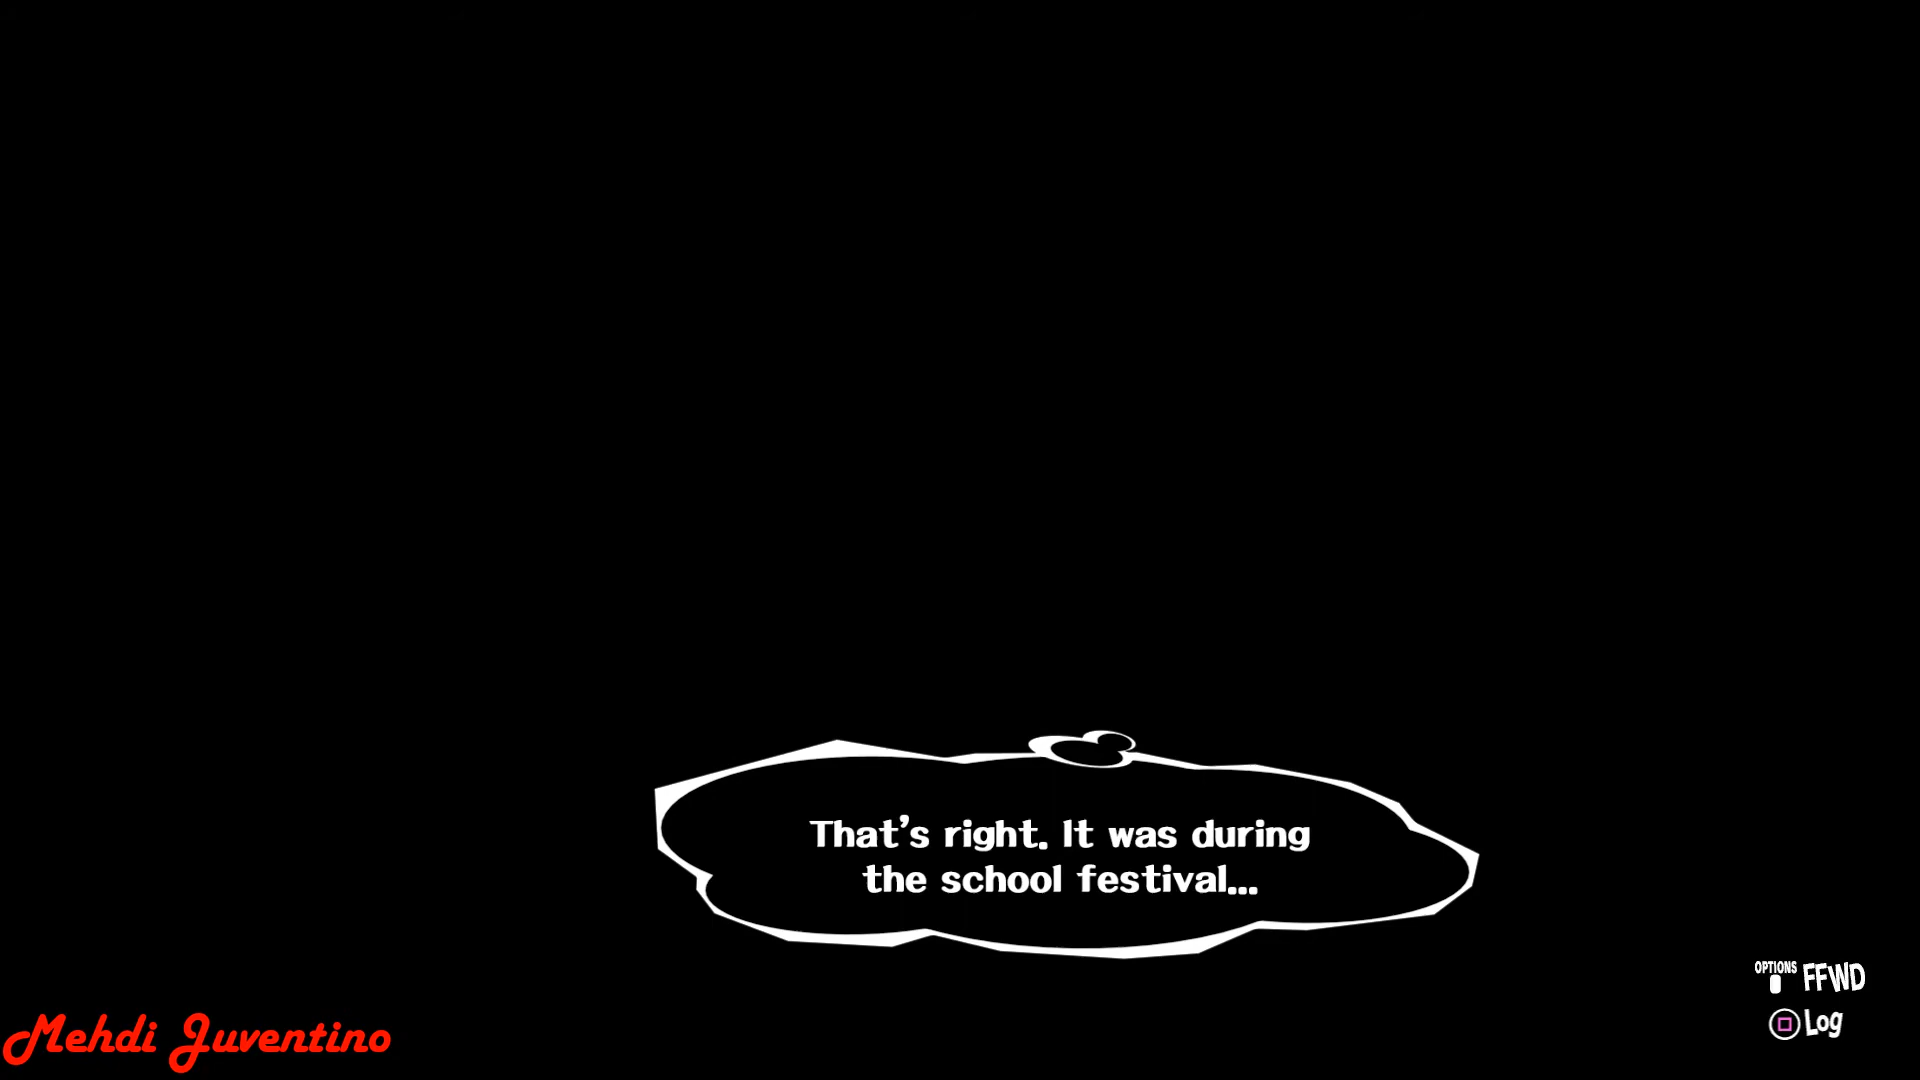 That's right. It was during
the school festival...
OPTIONS FFWD
Log
Mehdi Juventino